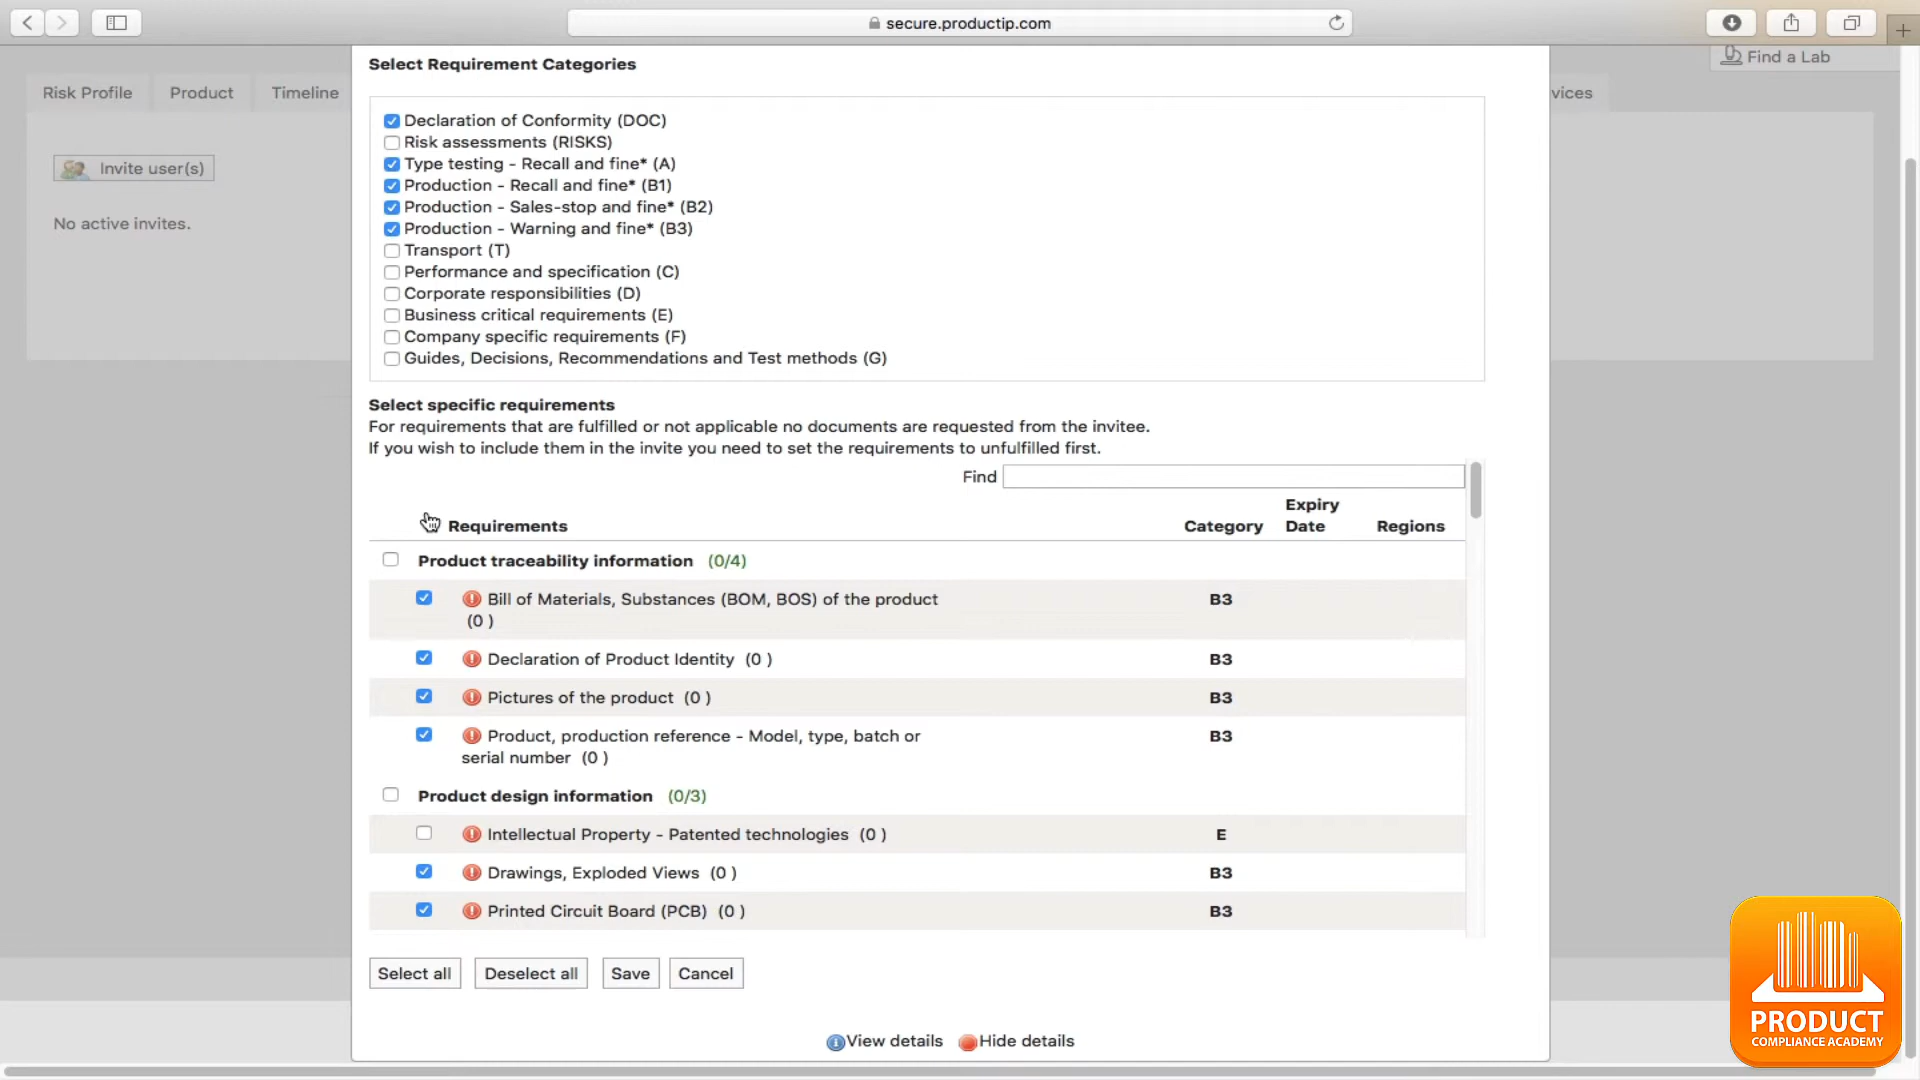 secure.productip.com
Find a Lab
Risk Profile
Product
Timeline
vices
Invite user(s)
No active invites.
Select Requirement Categories
Declaration of Conformity (DOC)
Risk assessments (RISKS)
Type testing - Recall and fine* (A)
Production - Recall and fine* (B1)
Production - Sales-stop and fine* (B2)
Production - Warning and fine* (B3)
Transport (T)
Performance and specification (C)
Corporate responsibilities (D)
Business critical requirements (E)
Company specific requirements (F)
Guides, Decisions, Recommendations and Test methods (G)
Select specific requirements
For requirements that are fulfilled or not applicable no documents are requested from the invitee.
If you wish to include them in the invite you need to set the requirements to unfulfilled first.
Find
Requirements Category Expiry Date Regions
Product traceability information (0/4)
Bill of Materials, Substances (BOM, BOS) of the product B3
(0 )
Declaration of Product Identity (0 ) B3
Pictures of the product (0 ) B3
Product, production reference - Model, type, batch or B3
serial number (0 )
Product design information (0/3)
Intellectual Property - Patented technologies (0 ) E
Drawings, Exploded Views (0 ) B3
Printed Circuit Board (PCB) (0 ) B3
Select all Deselect all Save Cancel
View details Hide details
PRODUCT
COMPLIANCE ACADEMY